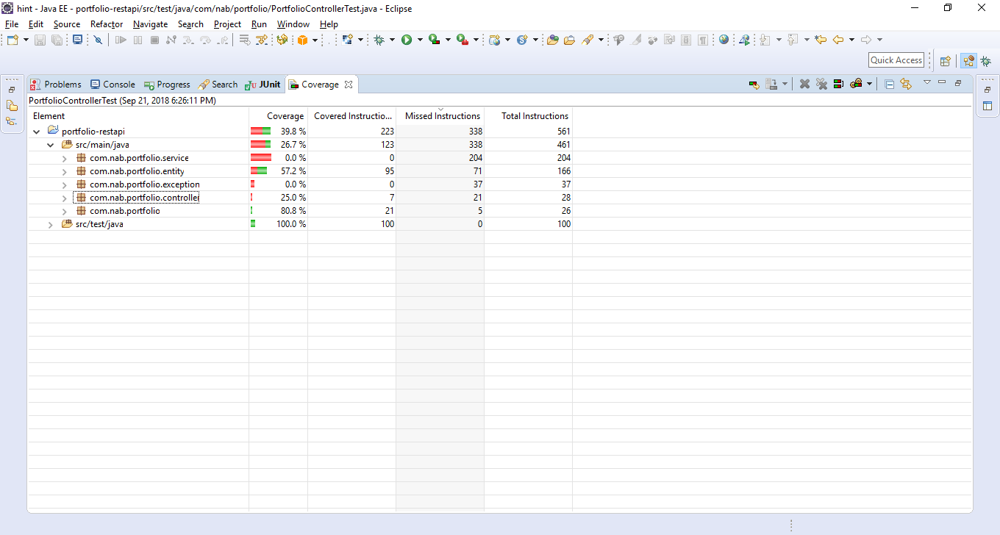 hint - Java EE - portfolio-restapi/src/test/java/com/nab/portfolio/PortfolioControllerTest.java - Eclipse
File Edit Source Refactor Navigate Search Project Run Window Help
Quick Access
Problems Console Progress Search JUnit Coverage
PortfolioControllerTest (Sep 21, 2018 6:26:11 PM)
Element Coverage Covered Instructio... Missed Instructions Total Instructions
portfolio-restapi 39.8 % 223 338 561
src/main/java 26.7 % 123 338 461
com.nab.portfolio.service 0.0 % 0 204 204
com.nab.portfolio.entity 57.2 % 95 71 166
com.nab.portfolio.exception 0.0 % 0 37 37
com.nab.portfolio.controller 25.0 % 7 21 28
com.nab.portfolio 80.8 % 21 5 26
src/test/java 100.0 % 100 0 100